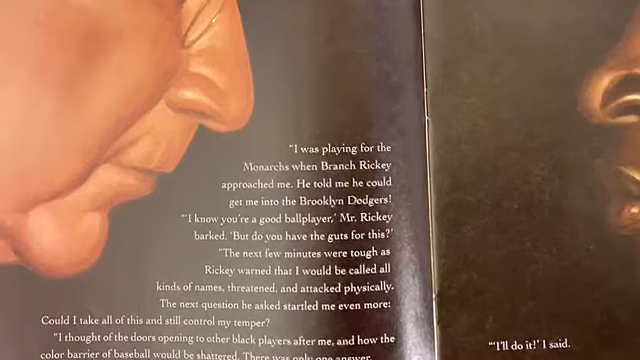 "I was playing for the
Monarchs when Branch Rickey
approached me. He told me he could
get me into the Brooklyn Dodgers!
"'I know you're a good ballplayer,' Mr. Rickey
barked. 'But do you have the guts for this?'
"The next few minutes were tough as
Rickey warned that I would be called all
kinds of names, threatened, and attacked physically.
The next question he asked startled me even more:
Could I take all of this and still control my temper?
"I thought of the doors opening to other black players after me, and how the
color barrier of baseball would be shattered. There was only one answer.
"'I'll do it!' I said.